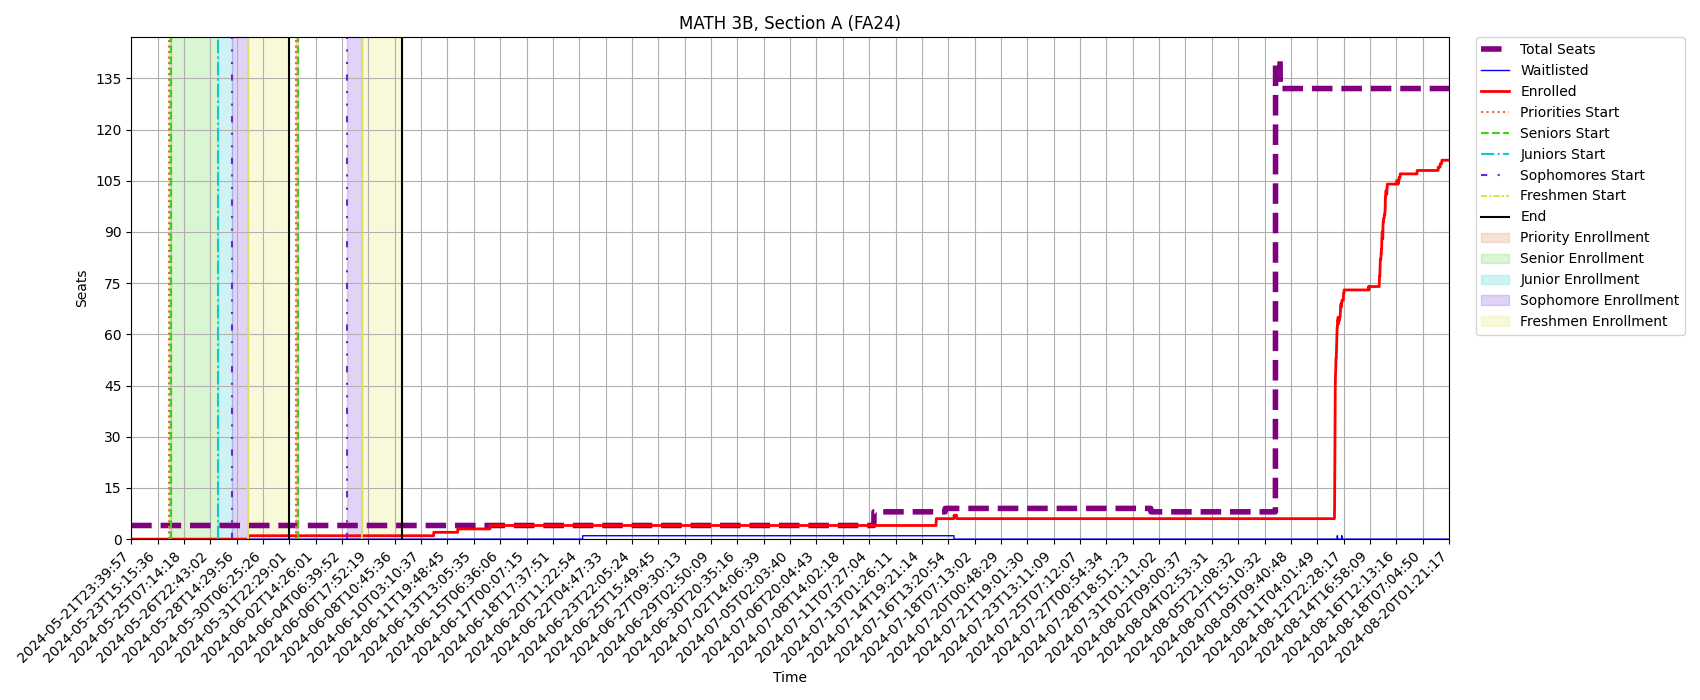 MATH 3B, Section A (FA24)
Seats
135
120
105
90
75
60
45
30
15
0
2024-05-21T23:39:57
2024-05-23T15:15:36
2024-05-25T07:14:18
2024-05-26T22:43:02
2024-05-28T14:29:56
2024-05-30T06:25:26
2024-05-31T22:29:01
2024-06-02T14:26:01
2024-06-04T06:39:52
2024-06-06T17:52:19
2024-06-08T10:45:36
2024-06-10T03:10:37
2024-06-11T19:48:45
2024-06-13T13:05:35
2024-06-15T06:36:06
2024-06-17T00:07:15
2024-06-18T17:37:51
2024-06-20T11:22:54
2024-06-22T04:47:33
2024-06-23T22:05:24
2024-06-25T15:49:45
2024-06-27T09:30:13
2024-06-29T02:50:09
2024-06-30T20:35:16
2024-07-02T14:06:39
2024-07-05T02:03:40
2024-07-06T20:04:43
2024-07-08T14:02:18
2024-07-11T07:27:04
2024-07-13T01:26:11
2024-07-14T19:21:14
2024-07-16T13:20:54
2024-07-18T07:13:02
2024-07-20T00:48:29
2024-07-21T19:01:30
2024-07-23T13:11:09
2024-07-25T07:12:07
2024-07-27T00:54:34
2024-07-28T18:51:23
2024-07-31T01:11:02
2024-08-02T09:00:37
2024-08-04T02:53:31
2024-08-05T21:08:32
2024-08-07T15:10:32
2024-08-09T09:40:48
2024-08-11T04:01:49
2024-08-12T22:28:17
2024-08-14T16:58:09
2024-08-16T12:13:16
2024-08-18T07:04:50
2024-08-20T01:21:17
Time
Total Seats
Waitlisted
Enrolled
Priorities Start
Seniors Start
Juniors Start
Sophomores Start
Freshmen Start
End
Priority Enrollment
Senior Enrollment
Junior Enrollment
Sophomore Enrollment
Freshmen Enrollment